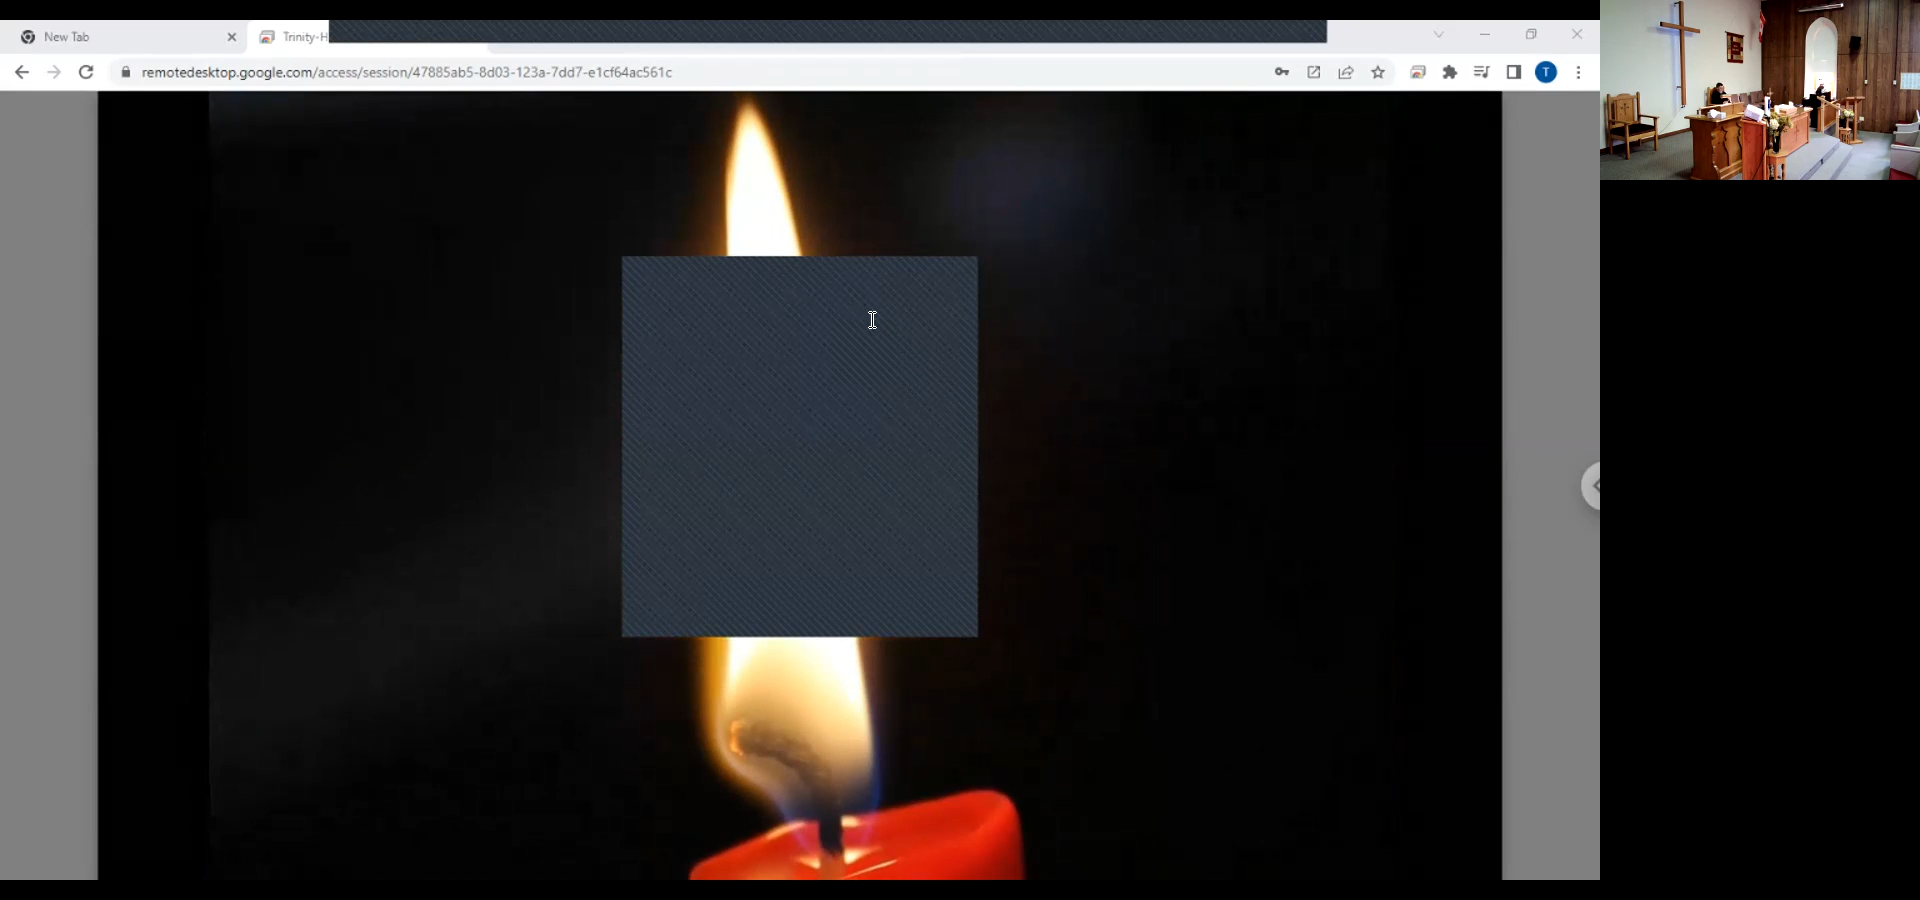 New Tab
Trinity-H
remotedesktop.google.com/access/session/47885ab5-8d03-123a-7dd7-e1cf64ac561c
T